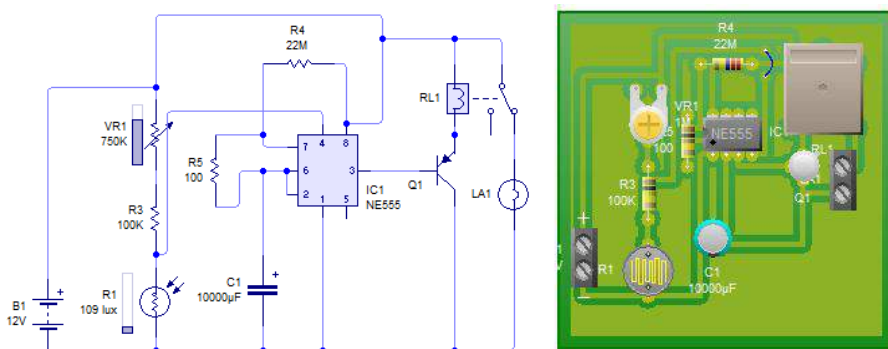 R4
22M
RL1
VR1
750K
7
4
8
R5
100
6
3
IC1
NE555
Q1
LA1
2
1
5
R3
100K
C1
10000µF
R1
109 lux
B1
12V
+
+
R4
22M
VR1
1M
100
NE555
RL1
R3
100K
Q1
+
R1
C1
10000µF
−